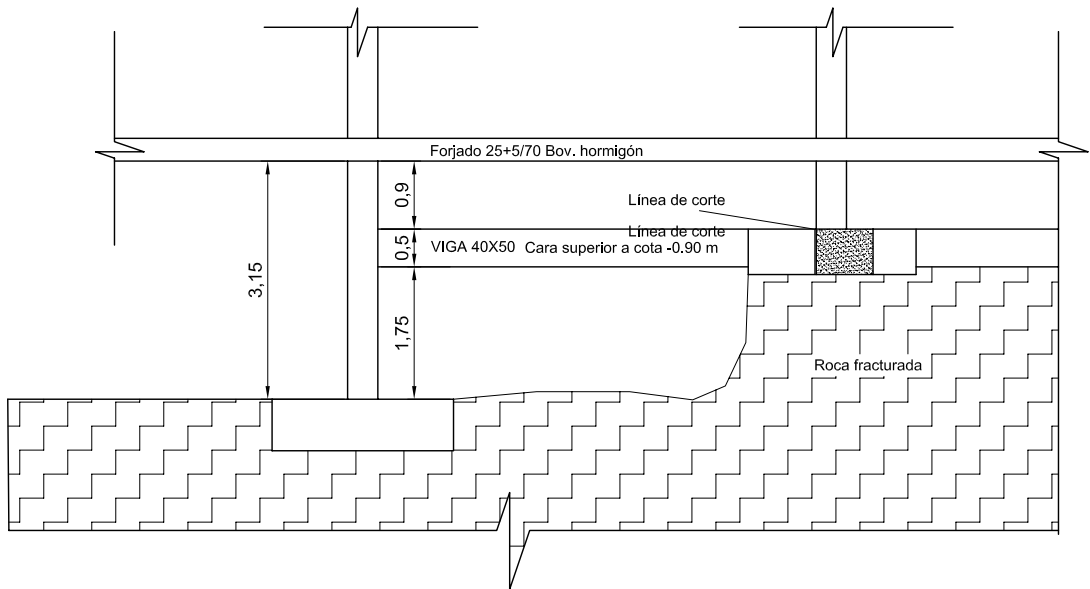 Forjado 25+5/70 Bov. hormigón
0,9
Línea de corte
Línea de corte
0,5
VIGA 40X50 Cara superior a cota -0.90 m
3,15
1,75
Roca fracturada